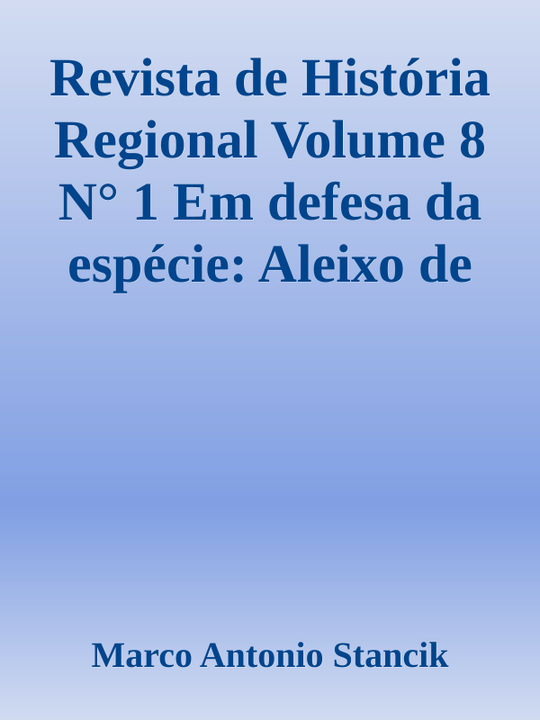 Revista de História
Regional Volume 8
N° 1 Em defesa da
espécie: Aleixo de
Marco Antonio Stancik